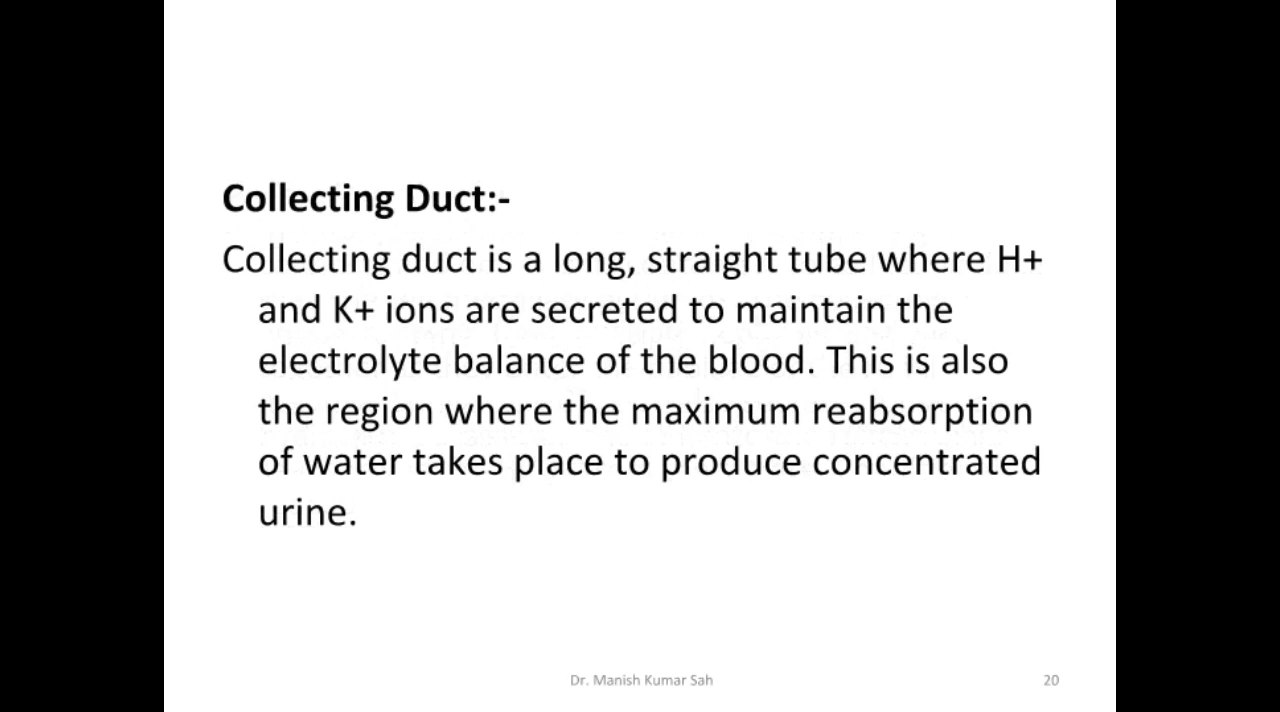 Collecting Duct:-
Collecting duct is a long, straight tube where H+
and K+ ions are secreted to maintain the
electrolyte balance of the blood. This is also
the region where the maximum reabsorption
of water takes place to produce concentrated
urine.
Dr. Manish Kumar Sah
20